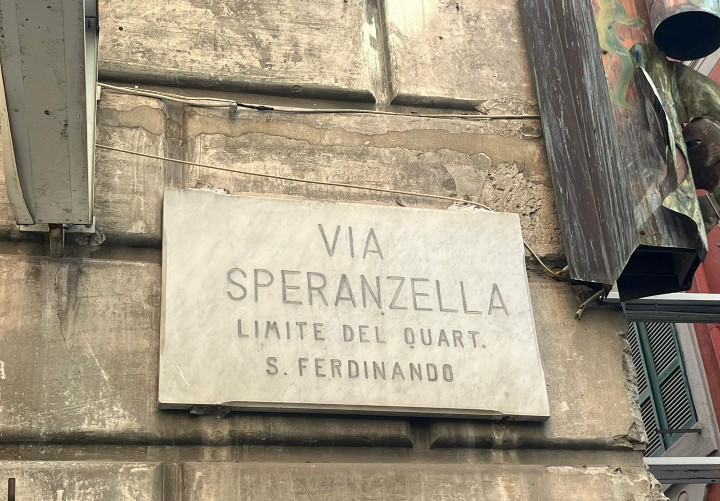 VIA
SPERANZELLA
LIMITE DEL QUART.
S. FERDINANDO